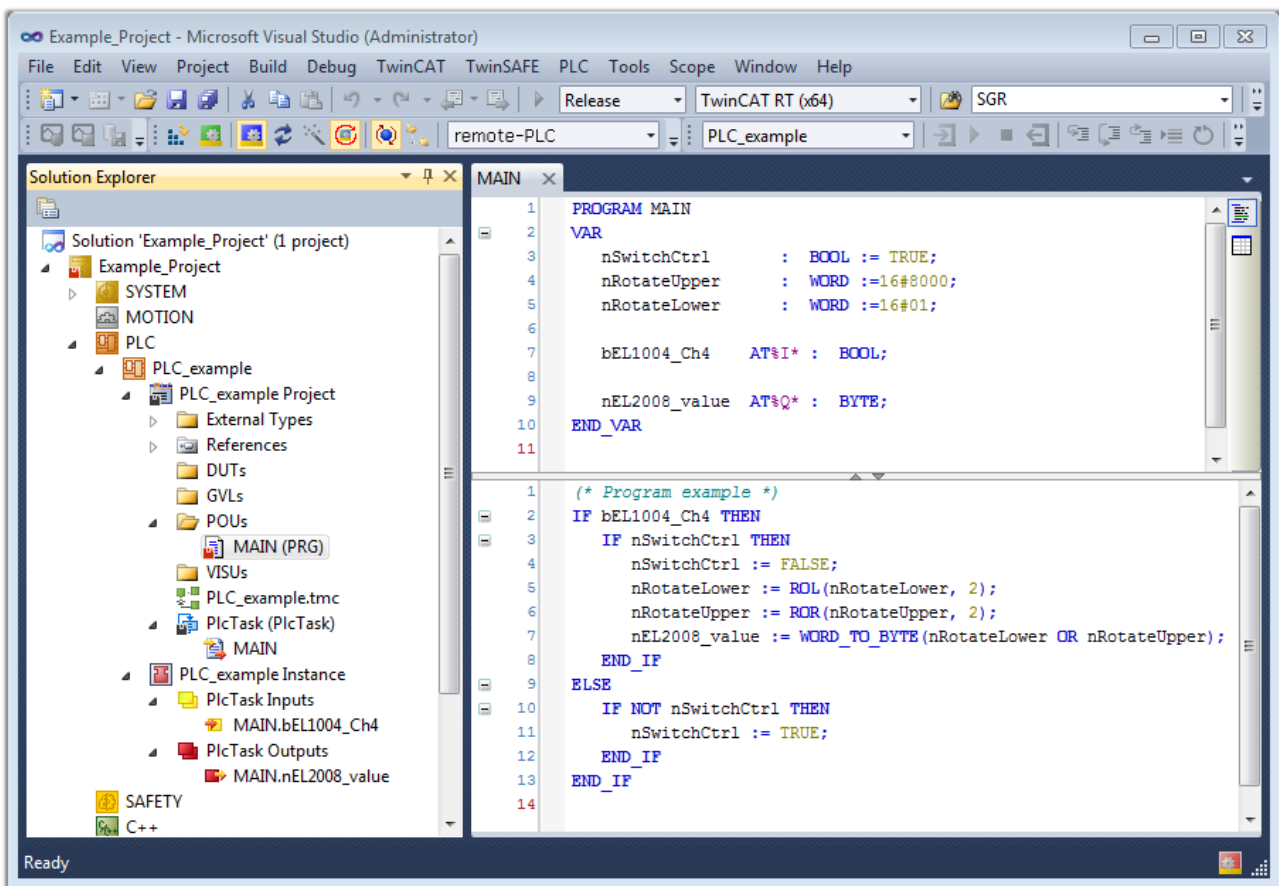 Example_Project - Microsoft Visual Studio (Administrator)
File Edit View Project Build Debug TwinCAT TwinSAFE PLC Tools Scope Window Help
Release TwinCAT RT (x64) SGR
remote-PLC PLC_example
Solution Explorer
Solution 'Example_Project' (1 project)
Example_Project
SYSTEM
MOTION
PLC
PLC_example
PLC_example Project
External Types
References
DUTs
GVLs
POUs
MAIN (PRG)
VISUs
PLC_example.tmc
PlcTask (PlcTask)
MAIN
PLC_example Instance
PlcTask Inputs
MAIN.bEL1004_Ch4
PlcTask Outputs
MAIN.nEL2008_value
SAFETY
C++
MAIN
1 PROGRAM MAIN
2 VAR
3 nSwitchCtrl : BOOL := TRUE;
4 nRotateUpper : WORD :=16#8000;
5 nRotateLower : WORD :=16#01;
6
7 bEL1004_Ch4 AT%I* : BOOL;
8
9 nEL2008_value AT%Q* : BYTE;
10 END_VAR
11
1 (* Program example *)
2 IF bEL1004_Ch4 THEN
3 IF nSwitchCtrl THEN
4 nSwitchCtrl := FALSE;
5 nRotateLower := ROL(nRotateLower, 2);
6 nRotateUpper := ROR(nRotateUpper, 2);
7 nEL2008_value := WORD_TO_BYTE(nRotateLower OR nRotateUpper);
8 END_IF
9 ELSE
10 IF NOT nSwitchCtrl THEN
11 nSwitchCtrl := TRUE;
12 END_IF
13 END_IF
14
Ready